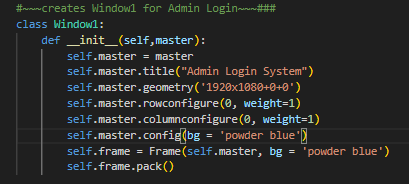 #~~~creates Window1 for Admin Login~~~###
class Window1:
    def __init__(self,master):
        self.master = master
        self.master.title("Admin Login System")
        self.master.geometry('1920x1080+0+0')
        self.master.rowconfigure(0, weight=1)
        self.master.columnconfigure(0, weight=1)
        self.master.config(bg = 'powder blue')
        self.frame = Frame(self.master, bg = 'powder blue')
        self.frame.pack()